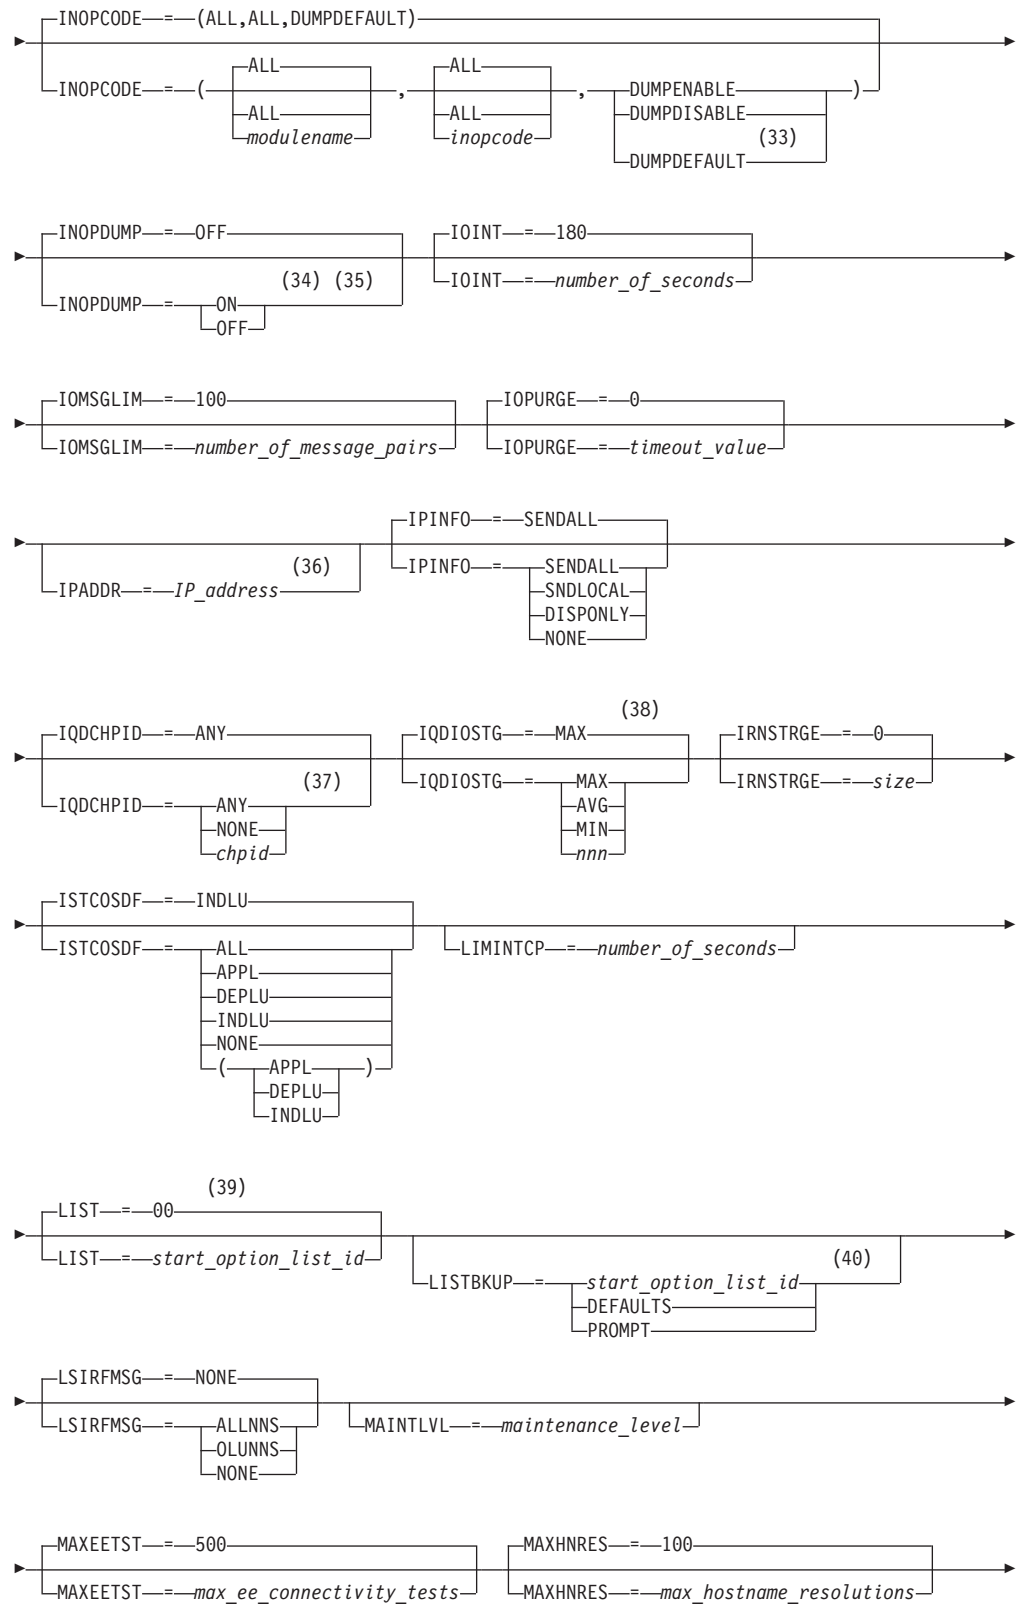 INOPCODE = (ALL,ALL,DUMPDEFAULT)
ALL ALL
INOPCODE = ( , , DUMPENABLE )
ALL ALL DUMPDISABLE
modulename inopcode (33)
DUMPDEFAULT
INOPDUMP = OFF IOINT = 180
(34) (35) IOINT = number_of_seconds
INOPDUMP = ON
OFF
IOMSGLIM = 100 IOPURGE = 0
IOMSGLIM = number_of_message_pairs IOPURGE = timeout_value
IPINFO = SENDALL
(36) IPINFO = SENDALL
IPADDR = IP_address SNDLOCAL
DISPONLY
NONE
(38)
IQDCHPID = ANY IQDIOSTG = MAX IRNSTRGE = 0
(37) IQDIOSTG = MAX IRNSTRGE = size
IQDCHPID = ANY AVG
NONE MIN
chpid nnn
ISTCOSDF = INDLU
ISTCOSDF = ALL LIMINTCP = number_of_seconds
APPL
DEPLU
INDLU
NONE
( APPL )
DEPLU
INDLU
(39)
LIST = 00
LIST = start_option_list_id (40)
LISTBKUP = start_option_list_id
DEFAULTS
PROMPT
LSIRFMSG = NONE
LSIRFMSG = ALLNNS MAINTLVL = maintenance_level
OLUNNS
NONE
MAXEETST = 500 MAXHNRES = 100
MAXEETST = max_ee_connectivity_tests MAXHNRES = max_hostname_resolutions